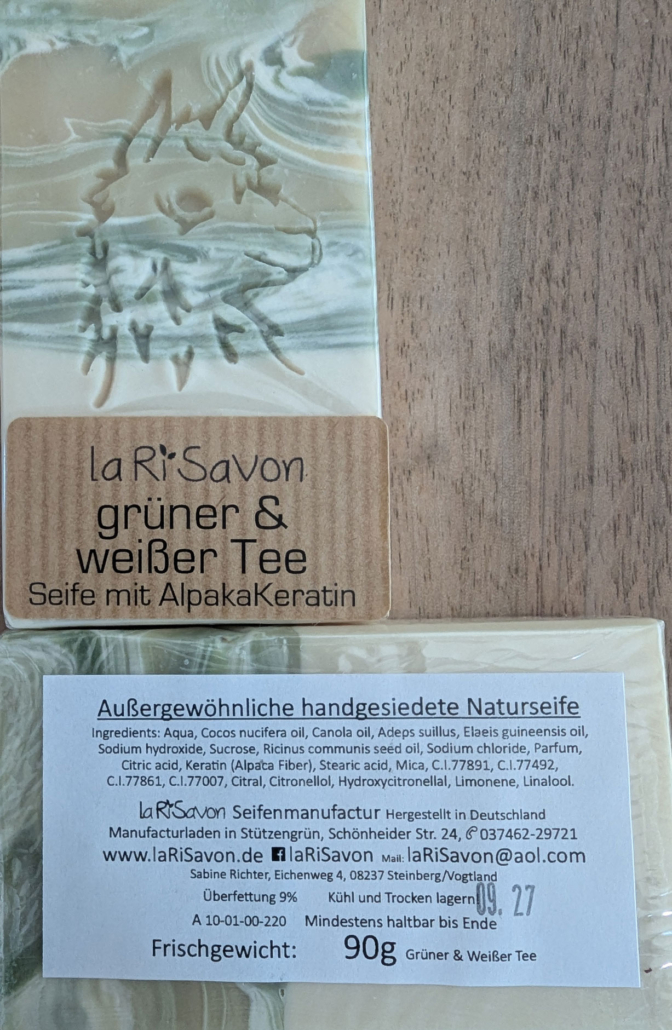 laRiSavon
grüner &
weißer Tee
Seife mit AlpakaKeratin
Außergewöhnliche handgesiedete Naturseife
Ingredients: Aqua, Cocos nucifera oil, Canola oil, Adeps suillus, Elaeis guineensis oil,
Sodium hydroxide, Sucrose, Ricinus communis seed oil, Sodium chloride, Parfum,
Citric acid, Keratin (Alpaca Fiber), Stearic acid, Mica, C.I.77891, C.I.77492,
C.I.77861, C.I.77007, Citral, Citronellol, Hydroxycitronellal, Limonene, Linalool.
laRiSavon Seifenmanufactur Hergestellt in Deutschland
Manufacturladen in Stützengrün, Schönheider Str. 24, ✆037462-29721
www.laRiSavon.de laRiSavon Mail: laRiSavon@aol.com
Sabine Richter, Eichenweg 4, 08237 Steinberg/Vogtland
Überfettung 9% Kühl und Trocken lagern 09. 27
A 10-01-00-220 Mindestens haltbar bis Ende
Frischgewicht: 90g Grüner & Weißer Tee